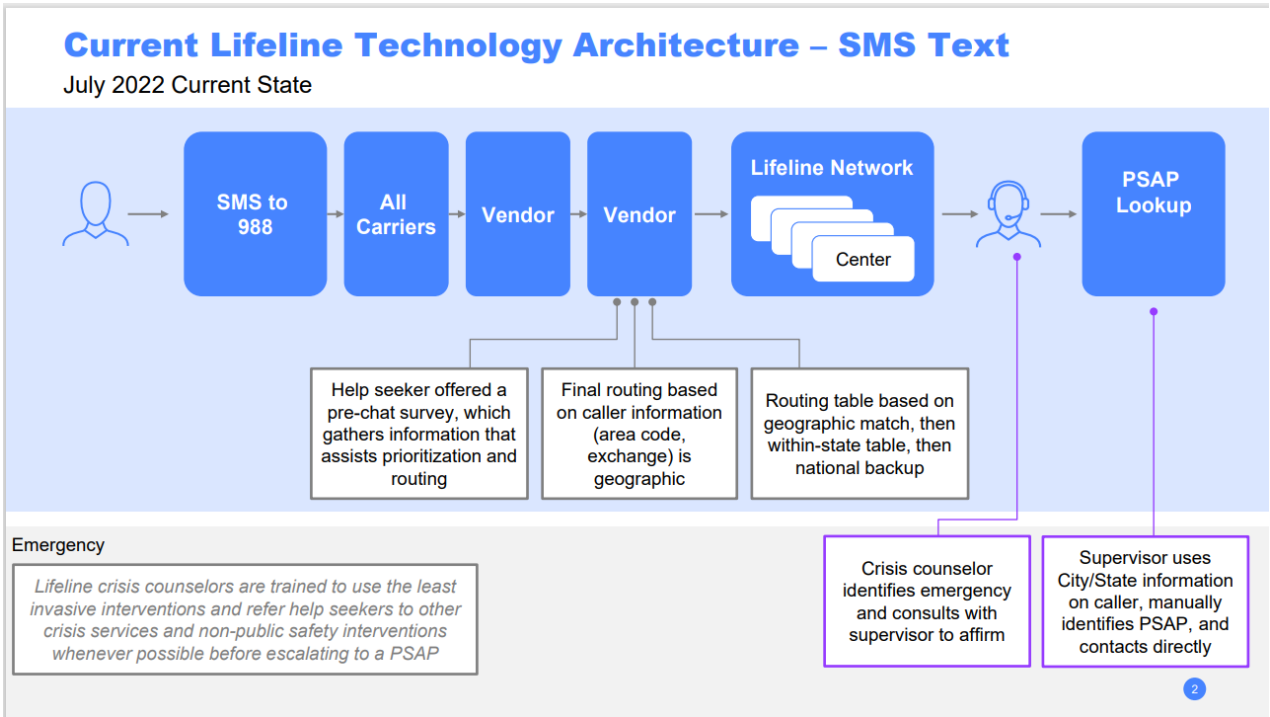 Current Lifeline Technology Architecture – SMS Text
July 2022 Current State
SMS to
988
All
Carriers
Vendor
Vendor
Lifeline Network
Center
PSAP
Lookup
Help seeker offered a
pre-chat survey, which
gathers information that
assists prioritization and
routing
Final routing based
on caller information
(area code,
exchange) is
geographic
Routing table based on
geographic match, then
within-state table, then
national backup
Emergency
Lifeline crisis counselors are trained to use the least
invasive interventions and refer help seekers to other
crisis services and non-public safety interventions
whenever possible before escalating to a PSAP
Crisis counselor
identifies emergency
and consults with
supervisor to affirm
Supervisor uses
City/State information
on caller, manually
identifies PSAP, and
contacts directly
2